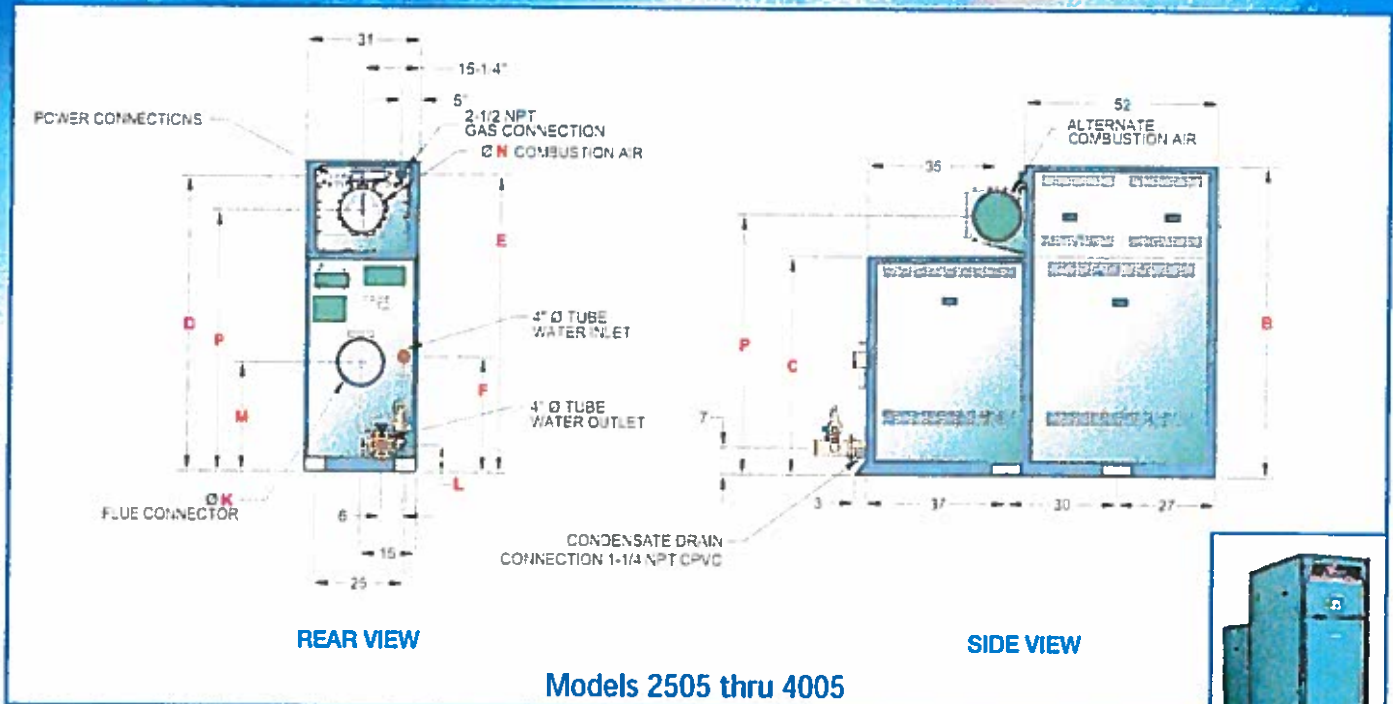 31
15-1/4"
5"
POWER CONNECTIONS
2-1/2 NPT
GAS CONNECTION
Ø N COMBUSTION AIR
D
P
M
E
F
L
4" Ø TUBE
WATER INLET
4" Ø TUBE
WATER OUTLET
Ø K
FLUE CONNECTOR
6
15
25
REAR VIEW
52
ALTERNATE
COMBUSTION AIR
35
P
C
B
7
3
37
30
27
CONDENSATE DRAIN
CONNECTION 1-1/4 NPT CPVC
SIDE VIEW
Models 2505 thru 4005